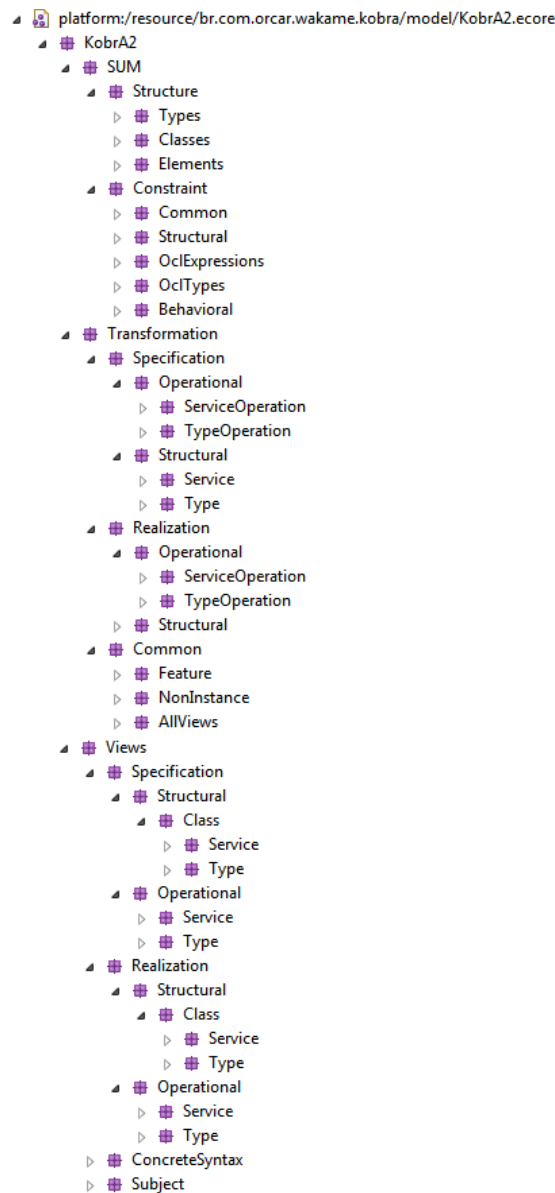 platform:/resource/br.com.orcar.wakame.kobra/model/KobrA2.ecore
KobrA2
SUM
Structure
Types
Classes
Elements
Constraint
Common
Structural
OclExpressions
OclTypes
Behavioral
Transformation
Specification
Operational
ServiceOperation
TypeOperation
Structural
Service
Type
Realization
Operational
ServiceOperation
TypeOperation
Structural
Common
Feature
NonInstance
AllViews
Views
Specification
Structural
Class
Service
Type
Operational
Service
Type
Realization
Structural
Class
Service
Type
Operational
Service
Type
ConcreteSyntax
Subject